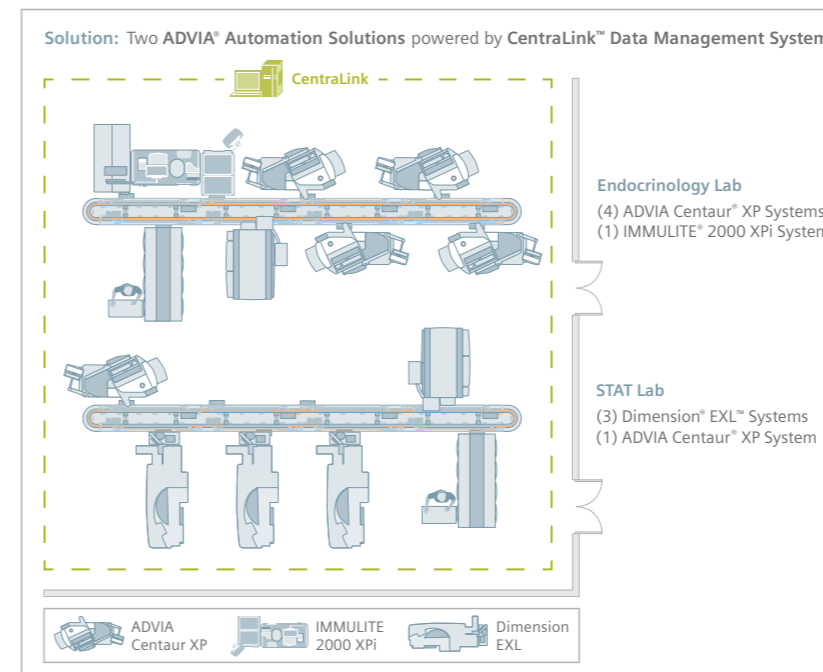 Solution: Two ADVIA® Automation Solutions powered by CentraLink™ Data Management System
CentraLink
Endocrinology Lab
(4) ADVIA Centaur® XP Systems
(1) IMMULITE® 2000 XPi System
STAT Lab
(3) Dimension® EXL™ Systems
(1) ADVIA Centaur® XP System
ADVIA
Centaur XP
IMMULITE
2000 XPi
Dimension
EXL